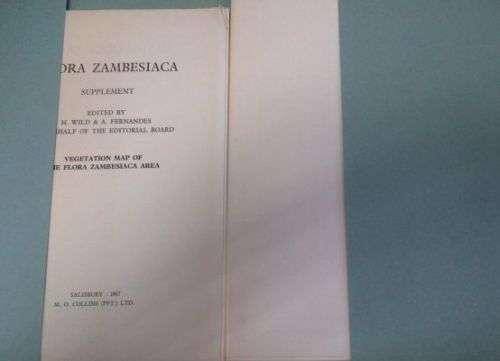 ORA ZAMBESIACA
SUPPLEMENT
EDITED BY
H. WILD & A. FERNANDES
HALF OF THE EDITORIAL BOARD
VEGETATION MAP OF
E FLORA ZAMBESIACA AREA
SALISBURY : 1967
M. O. COLLINS (PVT.) LTD.